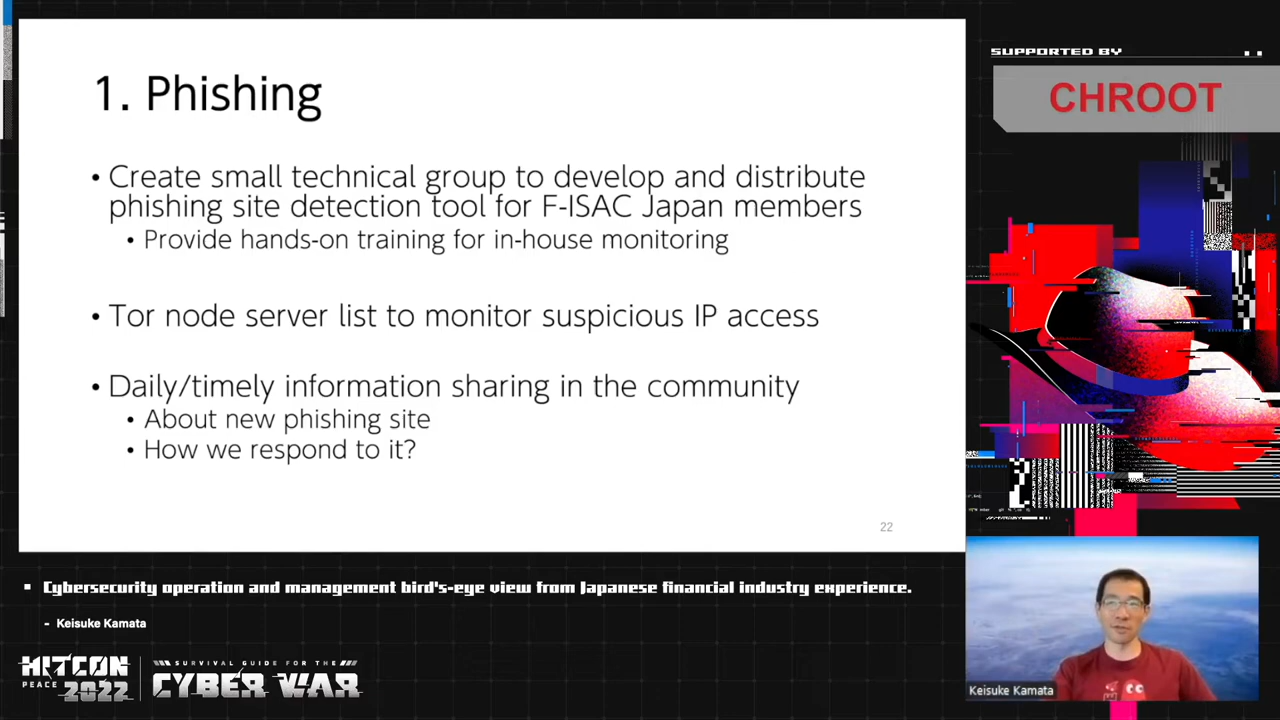 1. Phishing
• Create small technical group to develop and distribute
phishing site detection tool for F-ISAC Japan members
• Provide hands-on training for in-house monitoring
• Tor node server list to monitor suspicious IP access
• Daily/timely information sharing in the community
• About new phishing site
• How we respond to it?
22
SUPPORTED BY
CHROOT
Keisuke Kamata
Cybersecurity operation and management bird's-eye view from Japanese financial industry experience.
- Keisuke Kamata
HITCON
PEACE 2022
SURVIVAL GUIDE FOR THE
CYBER WAR